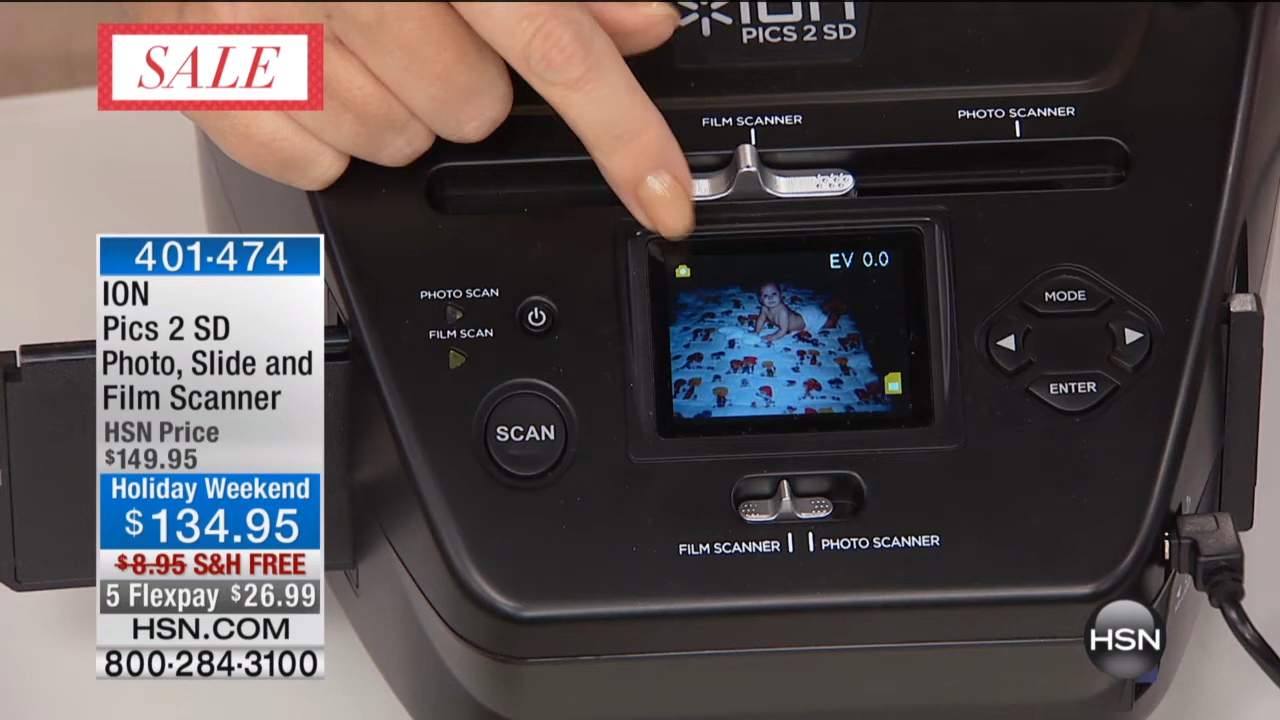 SALE
401-474
ION
Pics 2 SD
Photo, Slide and
Film Scanner
HSN Price
$149.95
Holiday Weekend
$134.95
$8.95 S&H FREE
5 Flexpay $26.99
HSN.COM
800-284-3100
ION
PICS 2 SD
FILM SCANNER
PHOTO SCANNER
EV 0.0
PHOTO SCAN
FILM SCAN
SCAN
MODE
ENTER
FILM SCANNER
PHOTO SCANNER
HSN